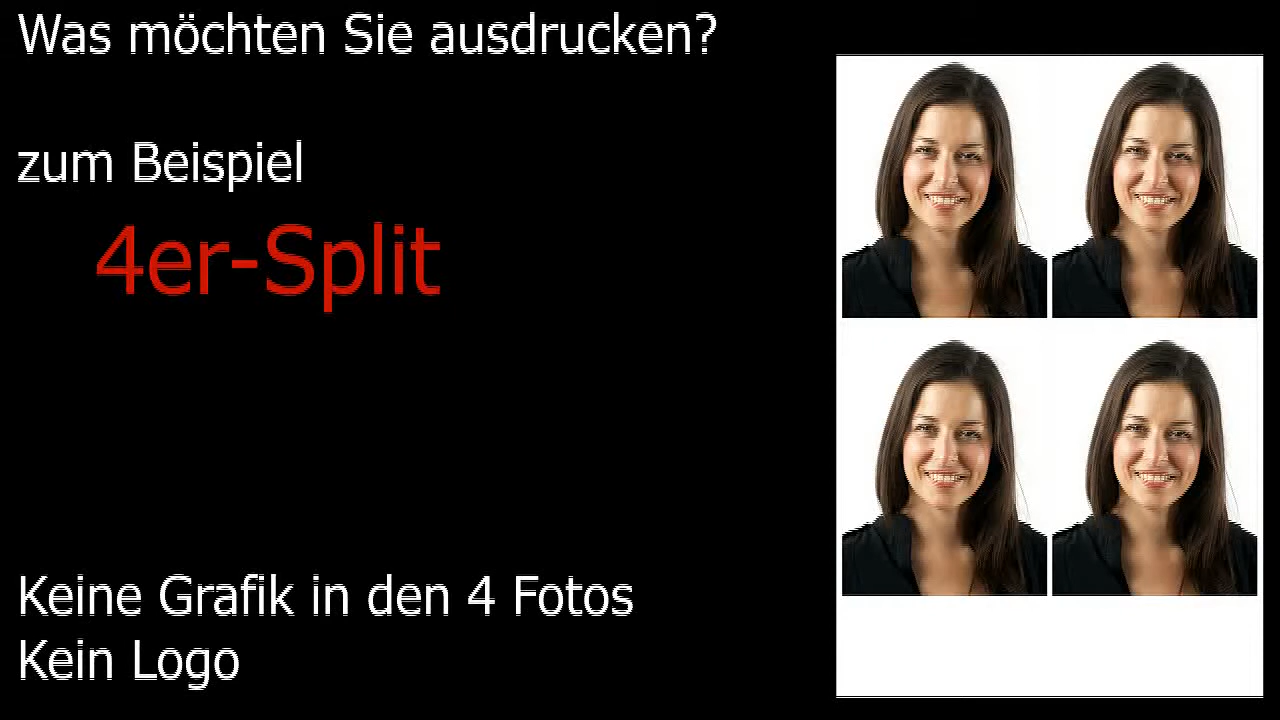 Was möchten Sie ausdrucken?
zum Beispiel
4er-Split
Keine Grafik in den 4 Fotos
Kein Logo